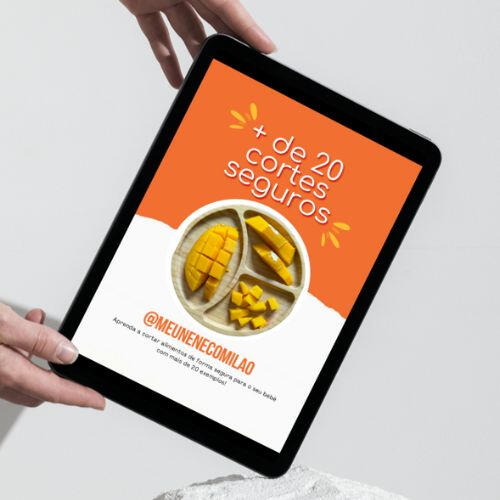 + de 20
cortes
seguros
@MEUNENECOMILAO
Aprenda a cortar alimentos de forma segura para o seu bebê
com mais de 20 exemplos!